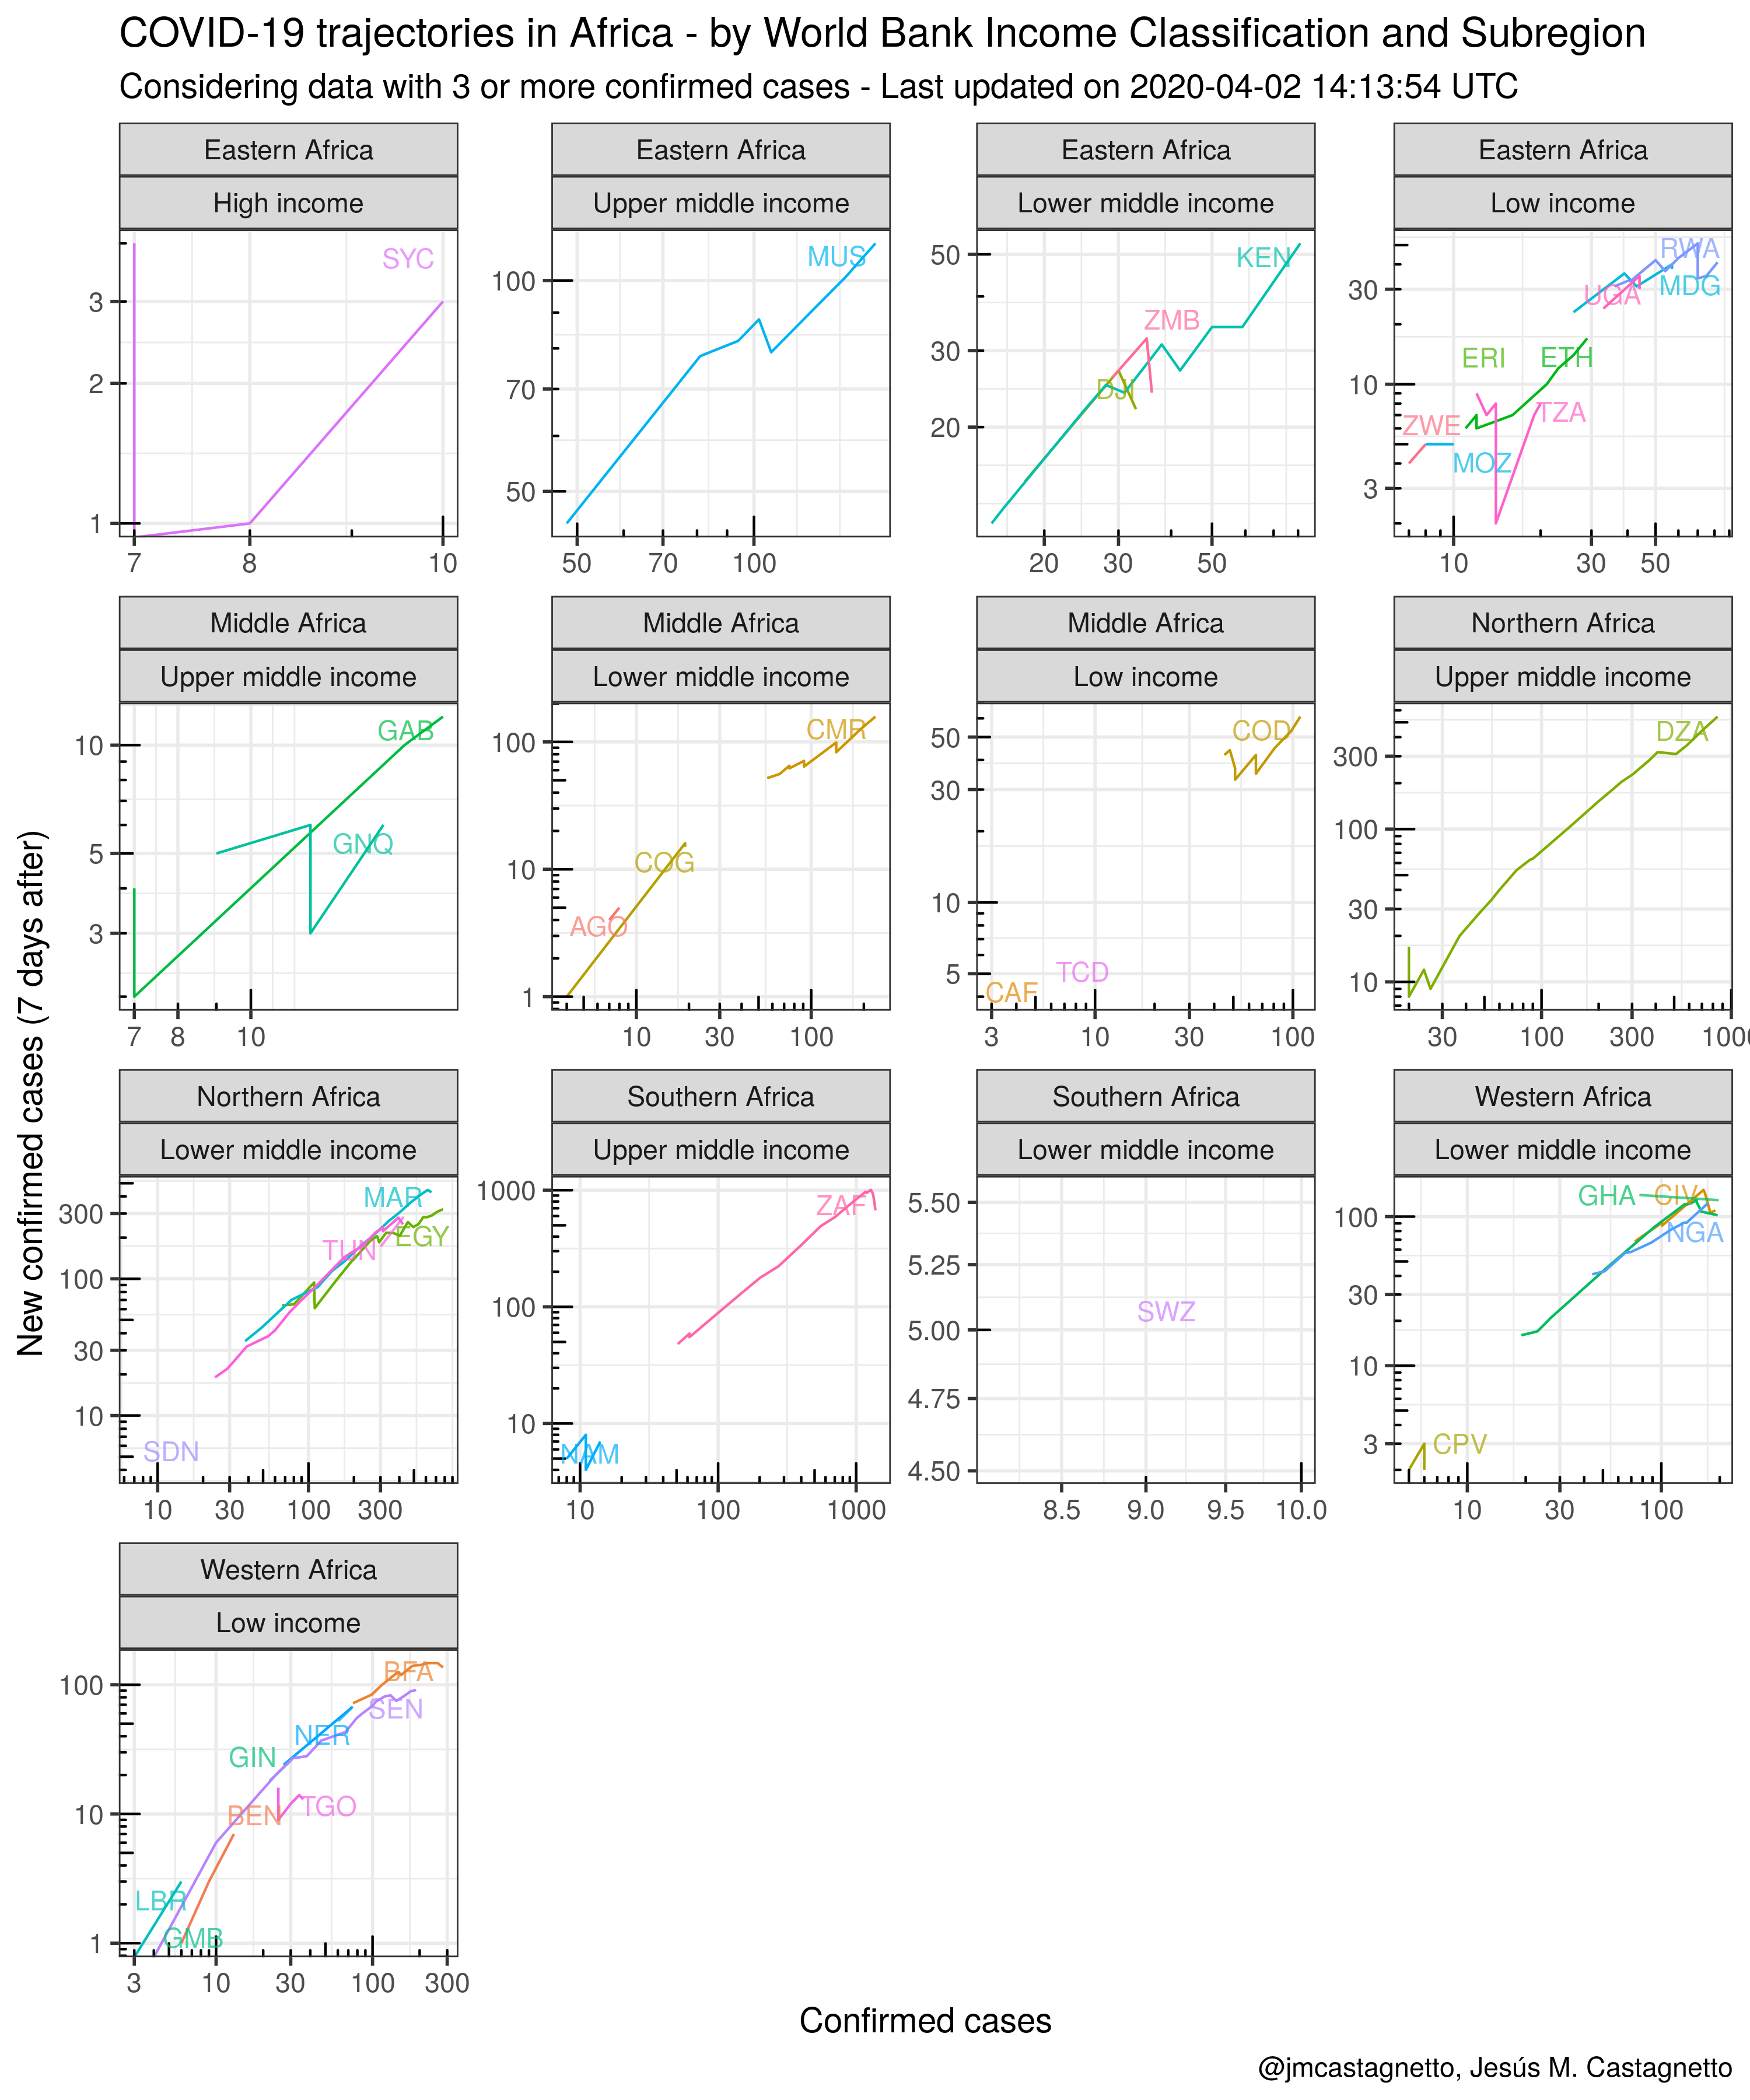 COVID-19 trajectories in Africa - by World Bank Income Classification and Subregion
Considering data with 3 or more confirmed cases - Last updated on 2020-04-02 14:13:54 UTC
New confirmed cases (7 days after)
Eastern Africa
High income
SYC
3
2
1
7 8 10
Eastern Africa
Upper middle income
MUS
100
70
50
50 70 100
Eastern Africa
Lower middle income
KEN
ZMB
DJI
50
30
20
20 30 50
Eastern Africa
Low income
RWA
MDG
UGA
ERI
ETH
TZA
ZWE
MOZ
30
10
3
10 30 50
Middle Africa
Upper middle income
GAB
GNQ
10
5
3
7 8 10
Middle Africa
Lower middle income
CMR
COG
AGO
100
10
1
10 30 100
Middle Africa
Low income
COD
TCD
CAF
50
30
10
5
3 10 30 100
Northern Africa
Upper middle income
DZA
300
100
30
10
30 100 300 100
Northern Africa
Lower middle income
MAR
TUN
EGY
SDN
300
100
30
10
10 30 100 300
Southern Africa
Upper middle income
ZAF
NAM
1000
100
10
10 100 1000
Southern Africa
Lower middle income
SWZ
5.50
5.25
5.00
4.75
4.50
8.5 9.0 9.5 10.0
Western Africa
Lower middle income
GHA
CIV
NGA
CPV
100
30
10
3
10 30 100
Western Africa
Low income
BFA
SEN
NER
GIN
BEN
TGO
LBR
GMB
100
10
1
3 10 30 100 300
Confirmed cases
@jmcastagnetto, Jesús M. Castagnetto